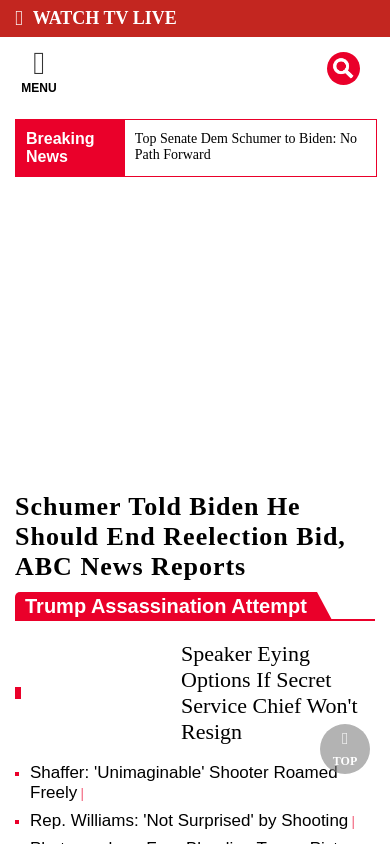 WATCH TV LIVE
MENU
Breaking
News
Top Senate Dem Schumer to Biden: No
Path Forward
Schumer Told Biden He
Should End Reelection Bid,
ABC News Reports
Trump Assassination Attempt
Speaker Eying
Options If Secret
Service Chief Won't
Resign
TOP
Shaffer: 'Unimaginable' Shooter Roamed
Freely |
Rep. Williams: 'Not Surprised' by Shooting |